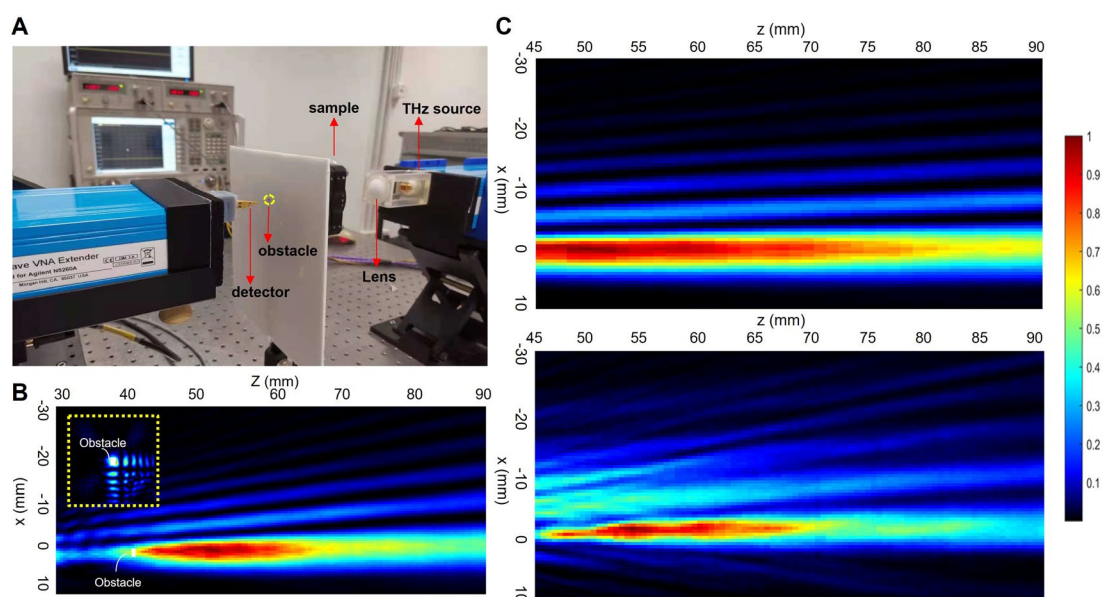 A
sample
THz source
obstacle
Lens
detector
ave VNA Extender
d for Agilent N5260A
Morgan Hill, CA. 95037, USA
B
Z (mm)
30 40 50 60 70 80 90
x (mm)
-30
-20
-10
0
10
Obstacle
Obstacle
C
z (mm)
45 50 55 60 65 70 75 80 85 90
x (mm)
-30
-20
-10
0
10
z (mm)
45 50 55 60 65 70 75 80 85 90
x (mm)
-30
-20
-10
0
10
1
0.9
0.8
0.7
0.6
0.5
0.4
0.3
0.2
0.1